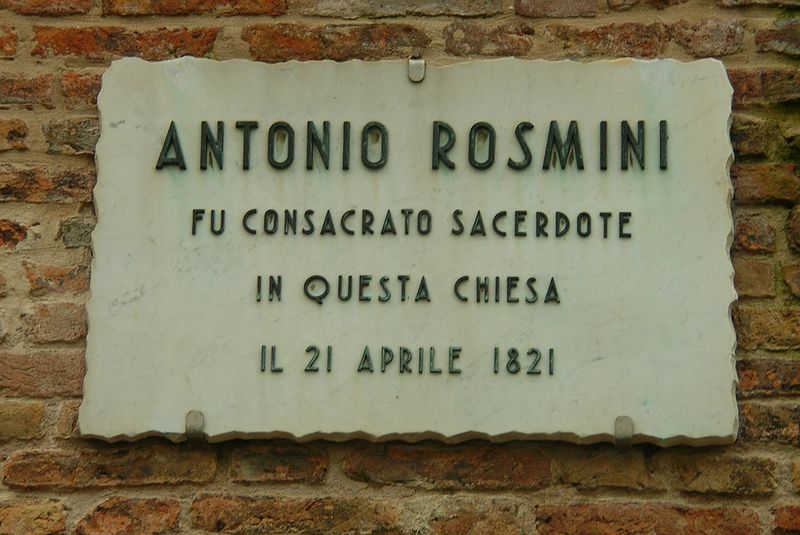 ANTONIO ROSMINI
FU CONSACRATO SACERDOTE
IN QUESTA CHIESA
IL 21 APRILE 1821